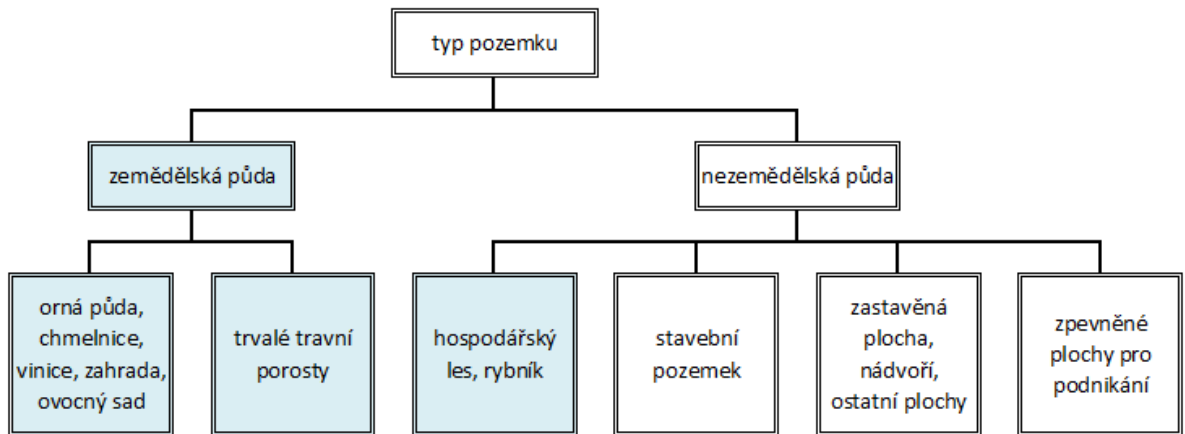 typ pozemku
zemědělská půda
nezemědělská půda
orná půda,
chmelnice,
vinice, zahrada,
ovocný sad
trvalé travní
porosty
hospodářský
les, rybník
stavební
pozemek
zastavěná
plocha,
nádvoří,
ostatní plochy
zpevněné
plochy pro
podnikání